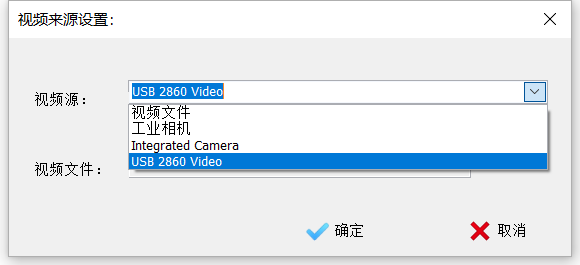 视频来源设置：
视频源：
USB 2860 Video
视频文件
工业相机
Integrated Camera
USB 2860 Video
视频文件：
确定
取消